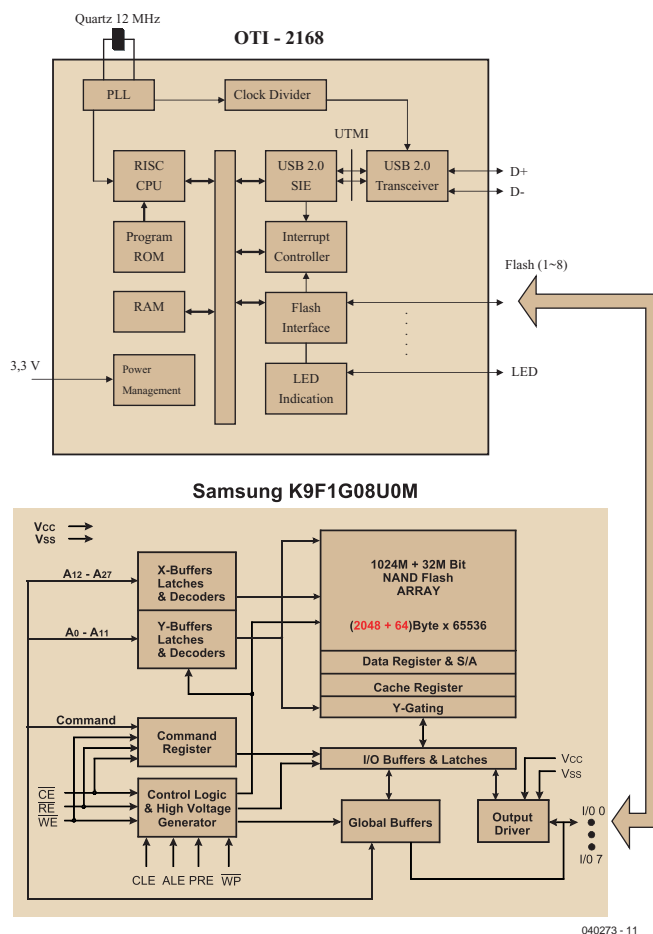 Quartz 12 MHz
OTI - 2168
PLL
Clock Divider
UTMI
RISC
CPU
USB 2.0
SIE
USB 2.0
Transceiver
D+
D-
Program
ROM
Interrupt
Controller
Flash (1~8)
RAM
Flash
Interface
3,3 V
Power
Management
LED
Indication
LED
Samsung K9F1G08U0M
Vcc
Vss
A12 - A27
X-Buffers
Latches
& Decoders
1024M + 32M Bit
NAND Flash
ARRAY
(2048 + 64)Byte x 65536
A0 - A11
Y-Buffers
Latches
& Decoders
Data Register & S/A
Cache Register
Y-Gating
Command
Command
Register
I/O Buffers & Latches
Vcc
Vss
CE
RE
WE
Control Logic
& High Voltage
Generator
Global Buffers
Output
Driver
I/0 0
I/0 7
CLE ALE PRE WP
040273 - 11